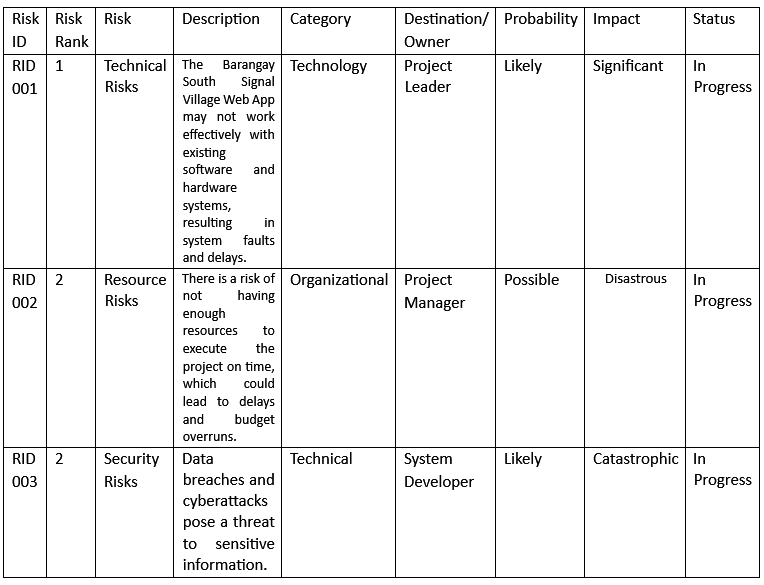 Risk ID Risk Rank Risk Description Category Destination/ Owner Probability Impact Status
RID 001 1 Technical Risks The Barangay South Signal Village Web App may not work effectively with existing software and hardware systems, resulting in system faults and delays. Technology Project Leader Likely Significant In Progress
RID 002 2 Resource Risks There is a risk of not having enough resources to execute the project on time, which could lead to delays and budget overruns. Organizational Project Manager Possible Disastrous In Progress
RID 003 2 Security Risks Data breaches and cyberattacks pose a threat to sensitive information. Technical System Developer Likely Catastrophic In Progress